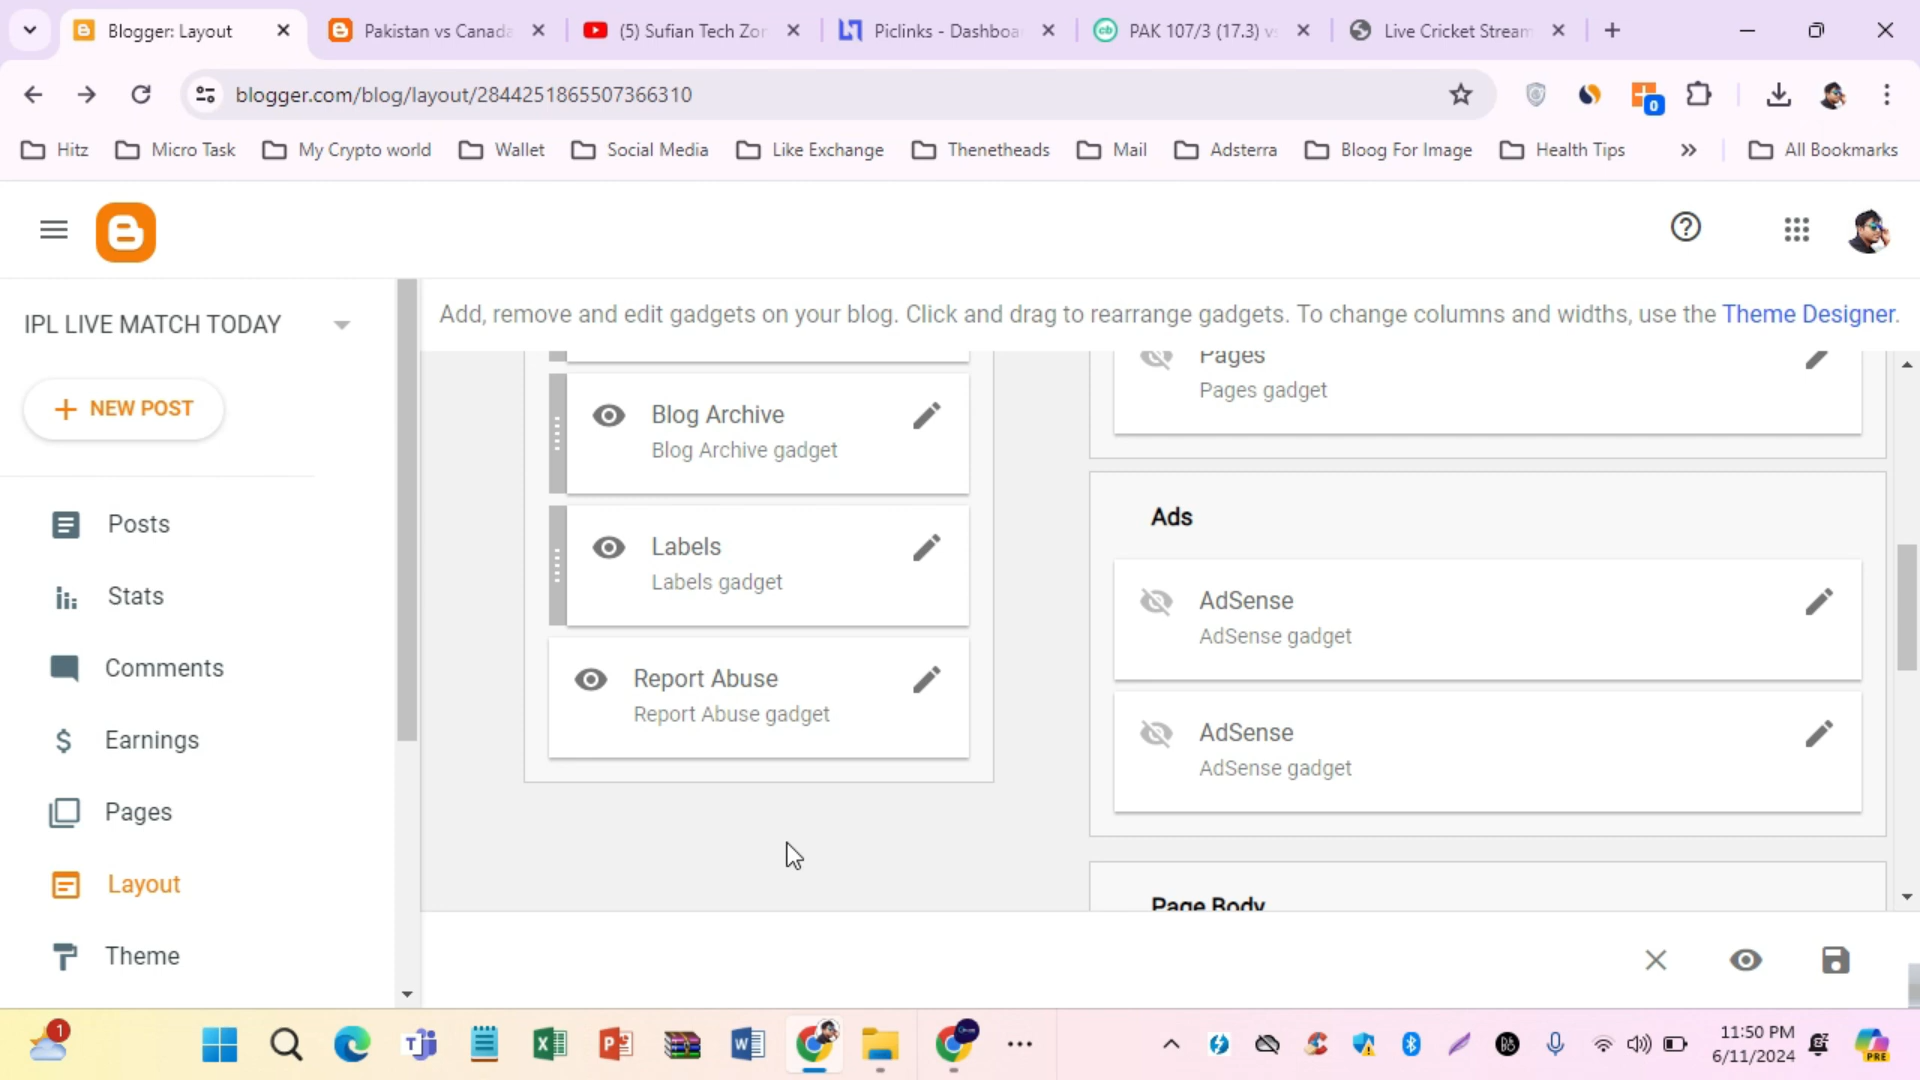 Blogger: Layout
Pakistan vs Canada
(5) Sufian Tech Zon
Piclinks - Dashboa
PAK 107/3 (17.3) vs
Live Cricket Stream
blogger.com/blog/layout/2844251865507366310
0
Hitz
Micro Task
My Crypto world
Wallet
Social Media
Like Exchange
Thenetheads
Mail
Adsterra
Bloog For Image
Health Tips
All Bookmarks
IPL LIVE MATCH TODAY
Add, remove and edit gadgets on your blog. Click and drag to rearrange gadgets. To change columns and widths, use the Theme Designer.
NEW POST
Posts
Stats
Comments
Earnings
Pages
Layout
Theme
Blog Archive
Blog Archive gadget
Labels
Labels gadget
Report Abuse
Report Abuse gadget
Pages
Pages gadget
Ads
AdSense
AdSense gadget
AdSense
AdSense gadget
Page Body
1
11:50 PM
6/11/2024
PRE